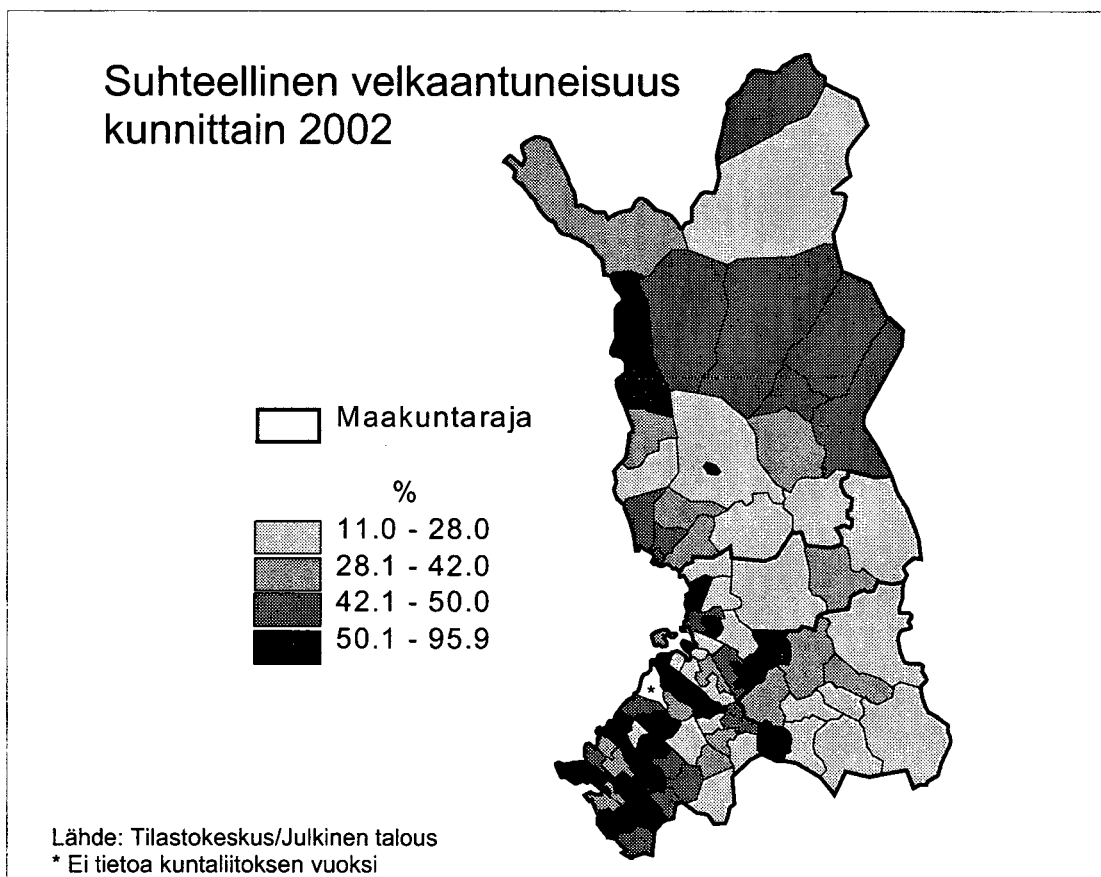 Suhteellinen velkaantuneisuus
kunnittain 2002
Maakuntaraja
%
11.0 - 28.0
28.1 - 42.0
42.1 - 50.0
50.1 - 95.9
*
Lähde: Tilastokeskus/Julkinen talous
* Ei tietoa kuntaliitoksen vuoksi